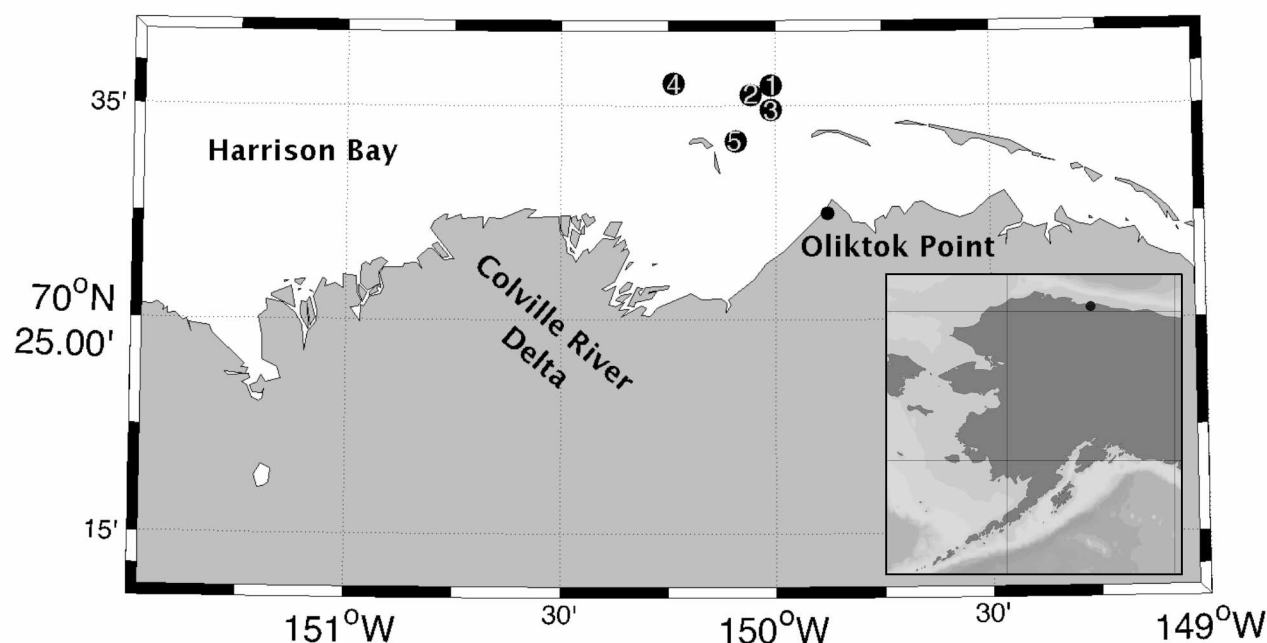 4
1
2
3
5
35'
Harrison Bay
Oliktok Point
Colville River
Delta
70°N
25.00'
15'
151°W
30'
150°W
30'
149°W